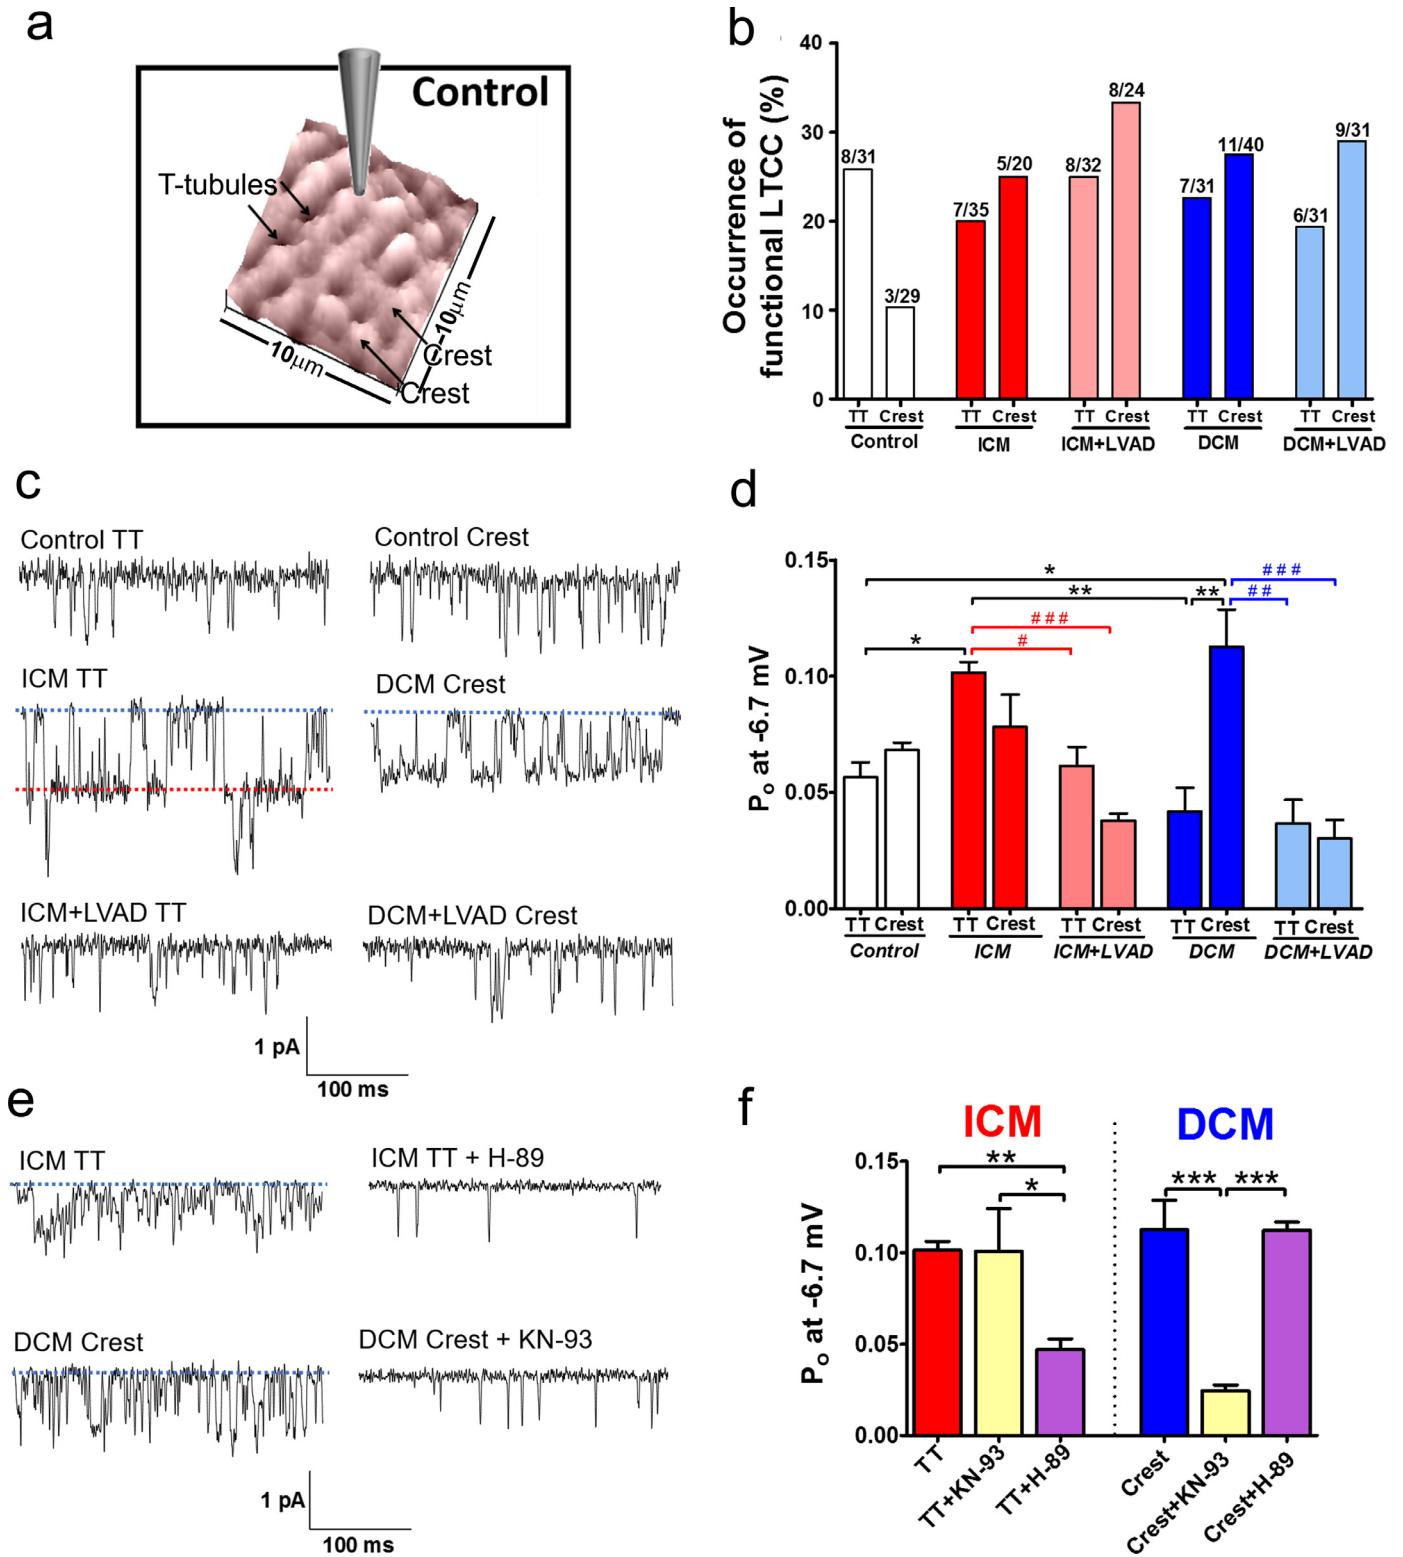 a
Control
T-tubules
Crest
Crest
10μm
10μm
b
Occurrence of
functional LTCC (%)
40
30
20
10
0
8/31
3/29
7/35
5/20
8/32
8/24
7/31
11/40
6/31
9/31
TT Crest TT Crest TT Crest TT Crest TT Crest
Control ICM ICM+LVAD DCM DCM+LVAD
c
Control TT
Control Crest
ICM TT
DCM Crest
ICM+LVAD TT
DCM+LVAD Crest
1 pA
100 ms
d
Po at -6.7 mV
0.15
0.10
0.05
0.00
* ###
** ** ##
###
* #
TT Crest TT Crest TT Crest TT Crest TT Crest
Control ICM ICM+LVAD DCM DCM+LVAD
e
ICM TT
ICM TT + H-89
DCM Crest
DCM Crest + KN-93
1 pA
100 ms
f
ICM DCM
Po at -6.7 mV
0.15
0.10
0.05
0.00
**
* *** ***
TT
TT+KN-93
TT+H-89
Crest
Crest+KN-93
Crest+H-89